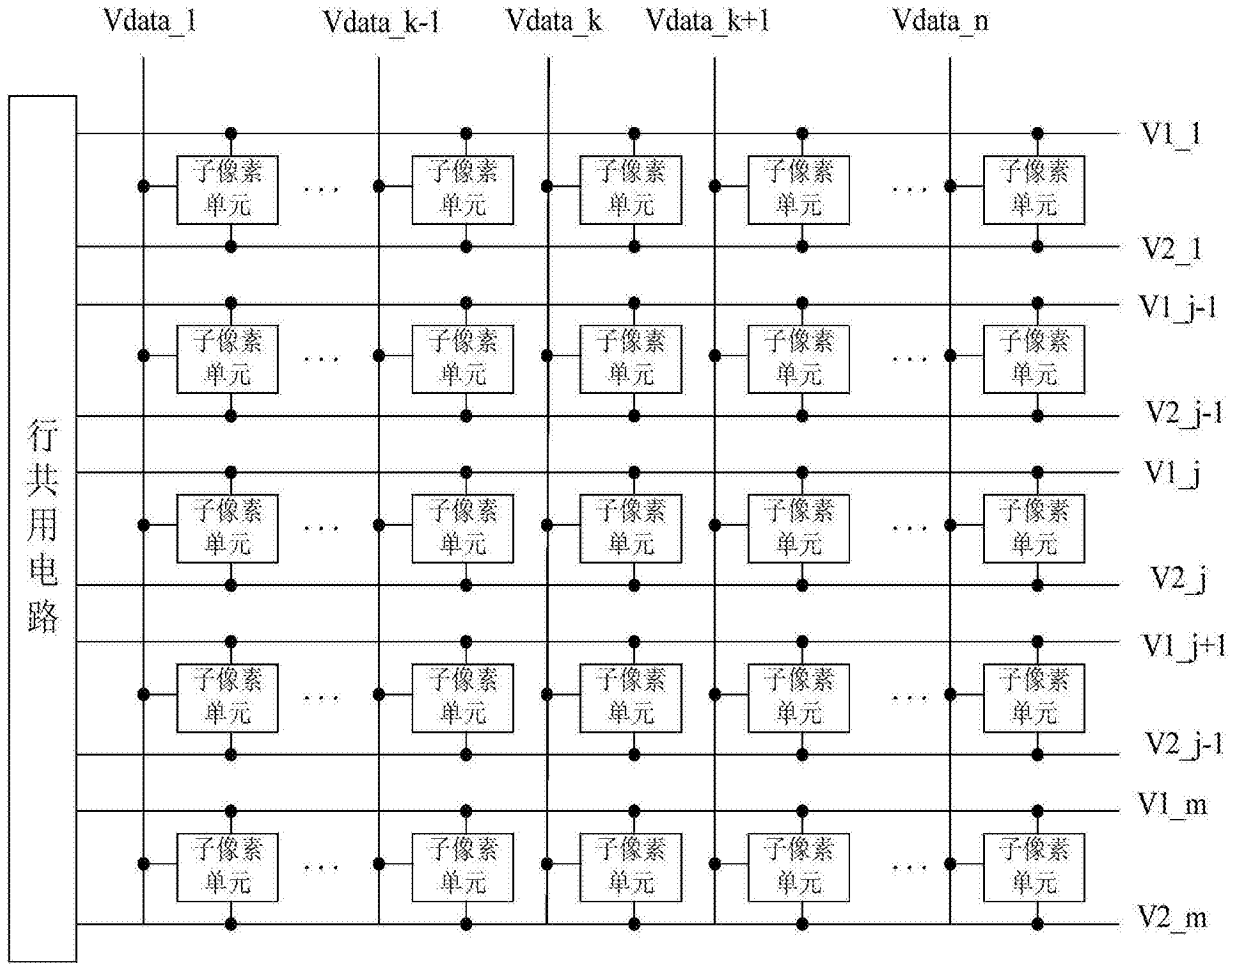 Vdata_1 Vdata_k-1 Vdata_k Vdata_k+1 Vdata_n
行共用电路
V1_1
子像素 ... 子像素 子像素 子像素 ... 子像素
单元 单元 单元 单元 单元
V2_1
V1_j-1
子像素 ... 子像素 子像素 子像素 ... 子像素
单元 单元 单元 单元 单元
V2_j-1
V1_j
子像素 ... 子像素 子像素 子像素 ... 子像素
单元 单元 单元 单元 单元
V2_j
V1_j+1
子像素 ... 子像素 子像素 子像素 ... 子像素
单元 单元 单元 单元 单元
V2_j-1
V1_m
子像素 ... 子像素 子像素 子像素 ... 子像素
单元 单元 单元 单元 单元
V2_m